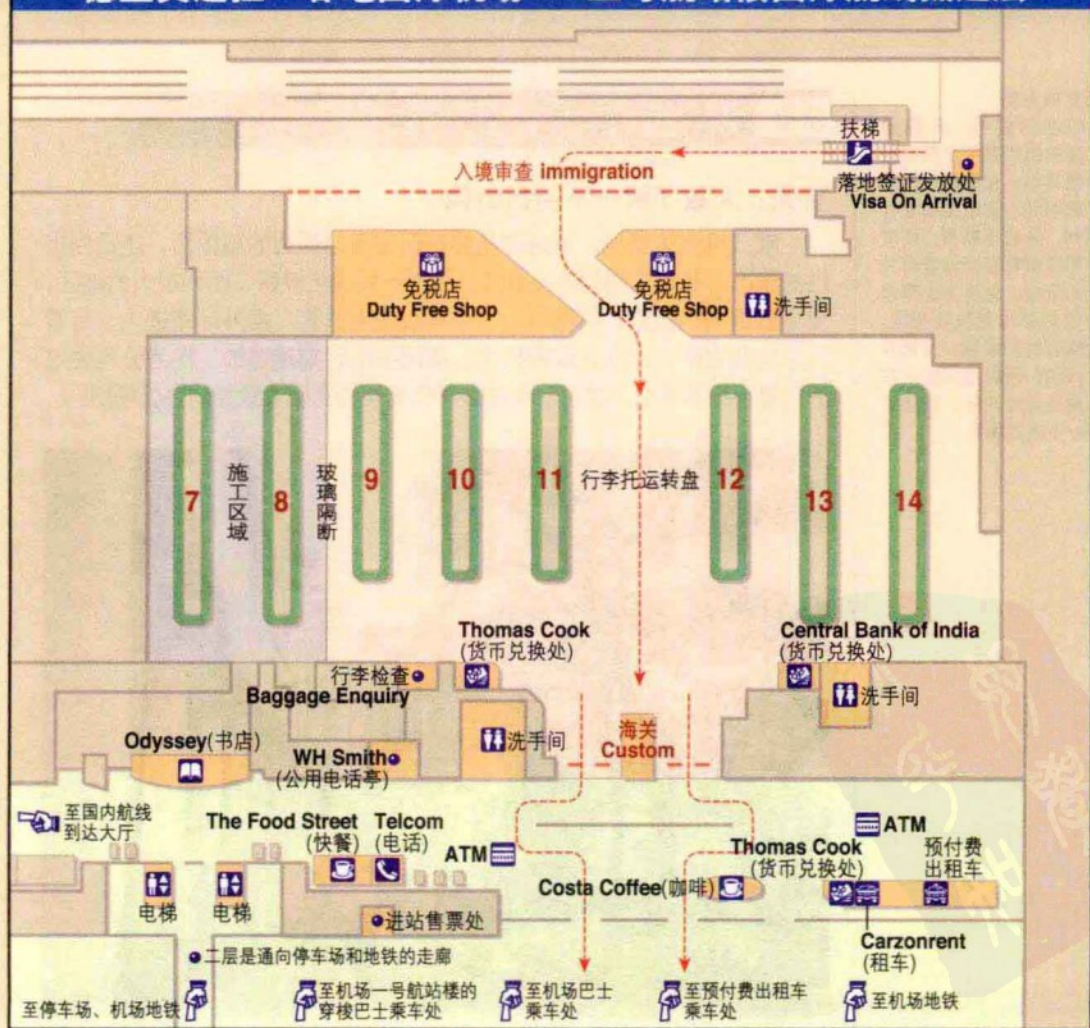 扶梯
入境审查 immigration
落地签证发放处
Visa On Arrival
免税店
Duty Free Shop
免税店
Duty Free Shop
洗手间
7
施工区域
8
玻璃隔断
9
10
11
行李托运转盘
12
13
14
Thomas Cook
(货币兑换处)
Central Bank of India
(货币兑换处)
行李检查
Baggage Enquiry
洗手间
Odyssey(书店)
WH Smith
(公用电话亭)
洗手间
海关
Custom
至国内航线
到达大厅
The Food Street
(快餐)
Telcom
(电话)
ATM
Costa Coffee(咖啡)
Thomas Cook
(货币兑换处)
ATM
预付费
出租车
电梯
电梯
进站售票处
Carzonrent
(租车)
二层是通向停车场和地铁的走廊
至停车场、机场地铁
至机场一号航站楼的
穿梭巴士乘车处
至机场巴士
乘车处
至预付费出租车
乘车处
至机场地铁